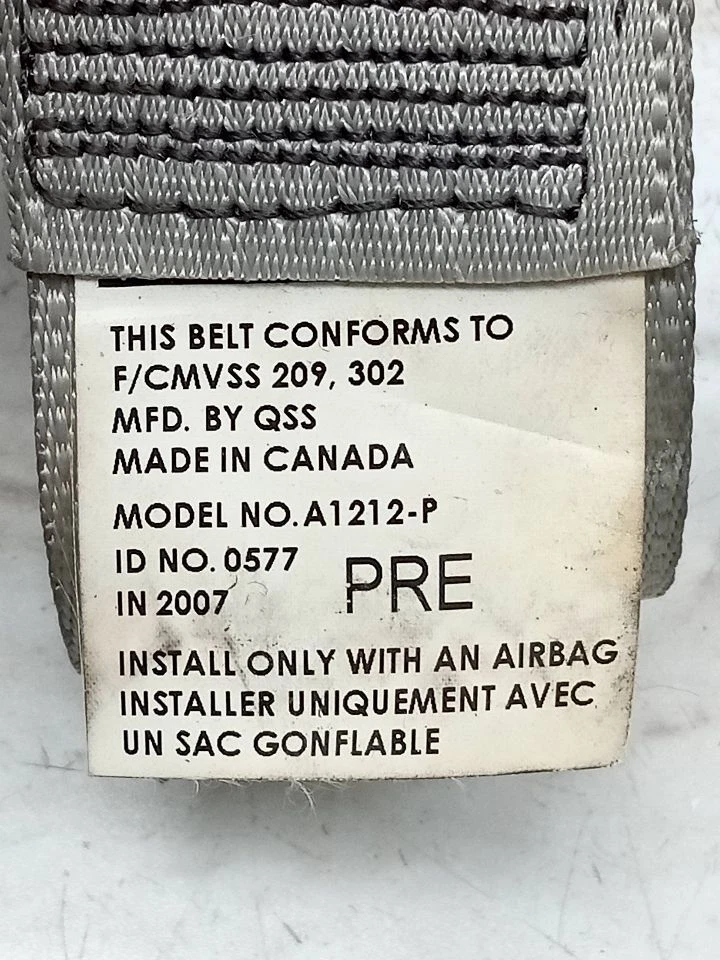 THIS BELT CONFORMS TO
F/CMVSS 209, 302
MFD. BY QSS
MADE IN CANADA
MODEL NO. A1212-P
ID NO. 0577
IN 2007 PRE
INSTALL ONLY WITH AN AIRBAG
INSTALLER UNIQUEMENT AVEC
UN SAC GONFLABLE